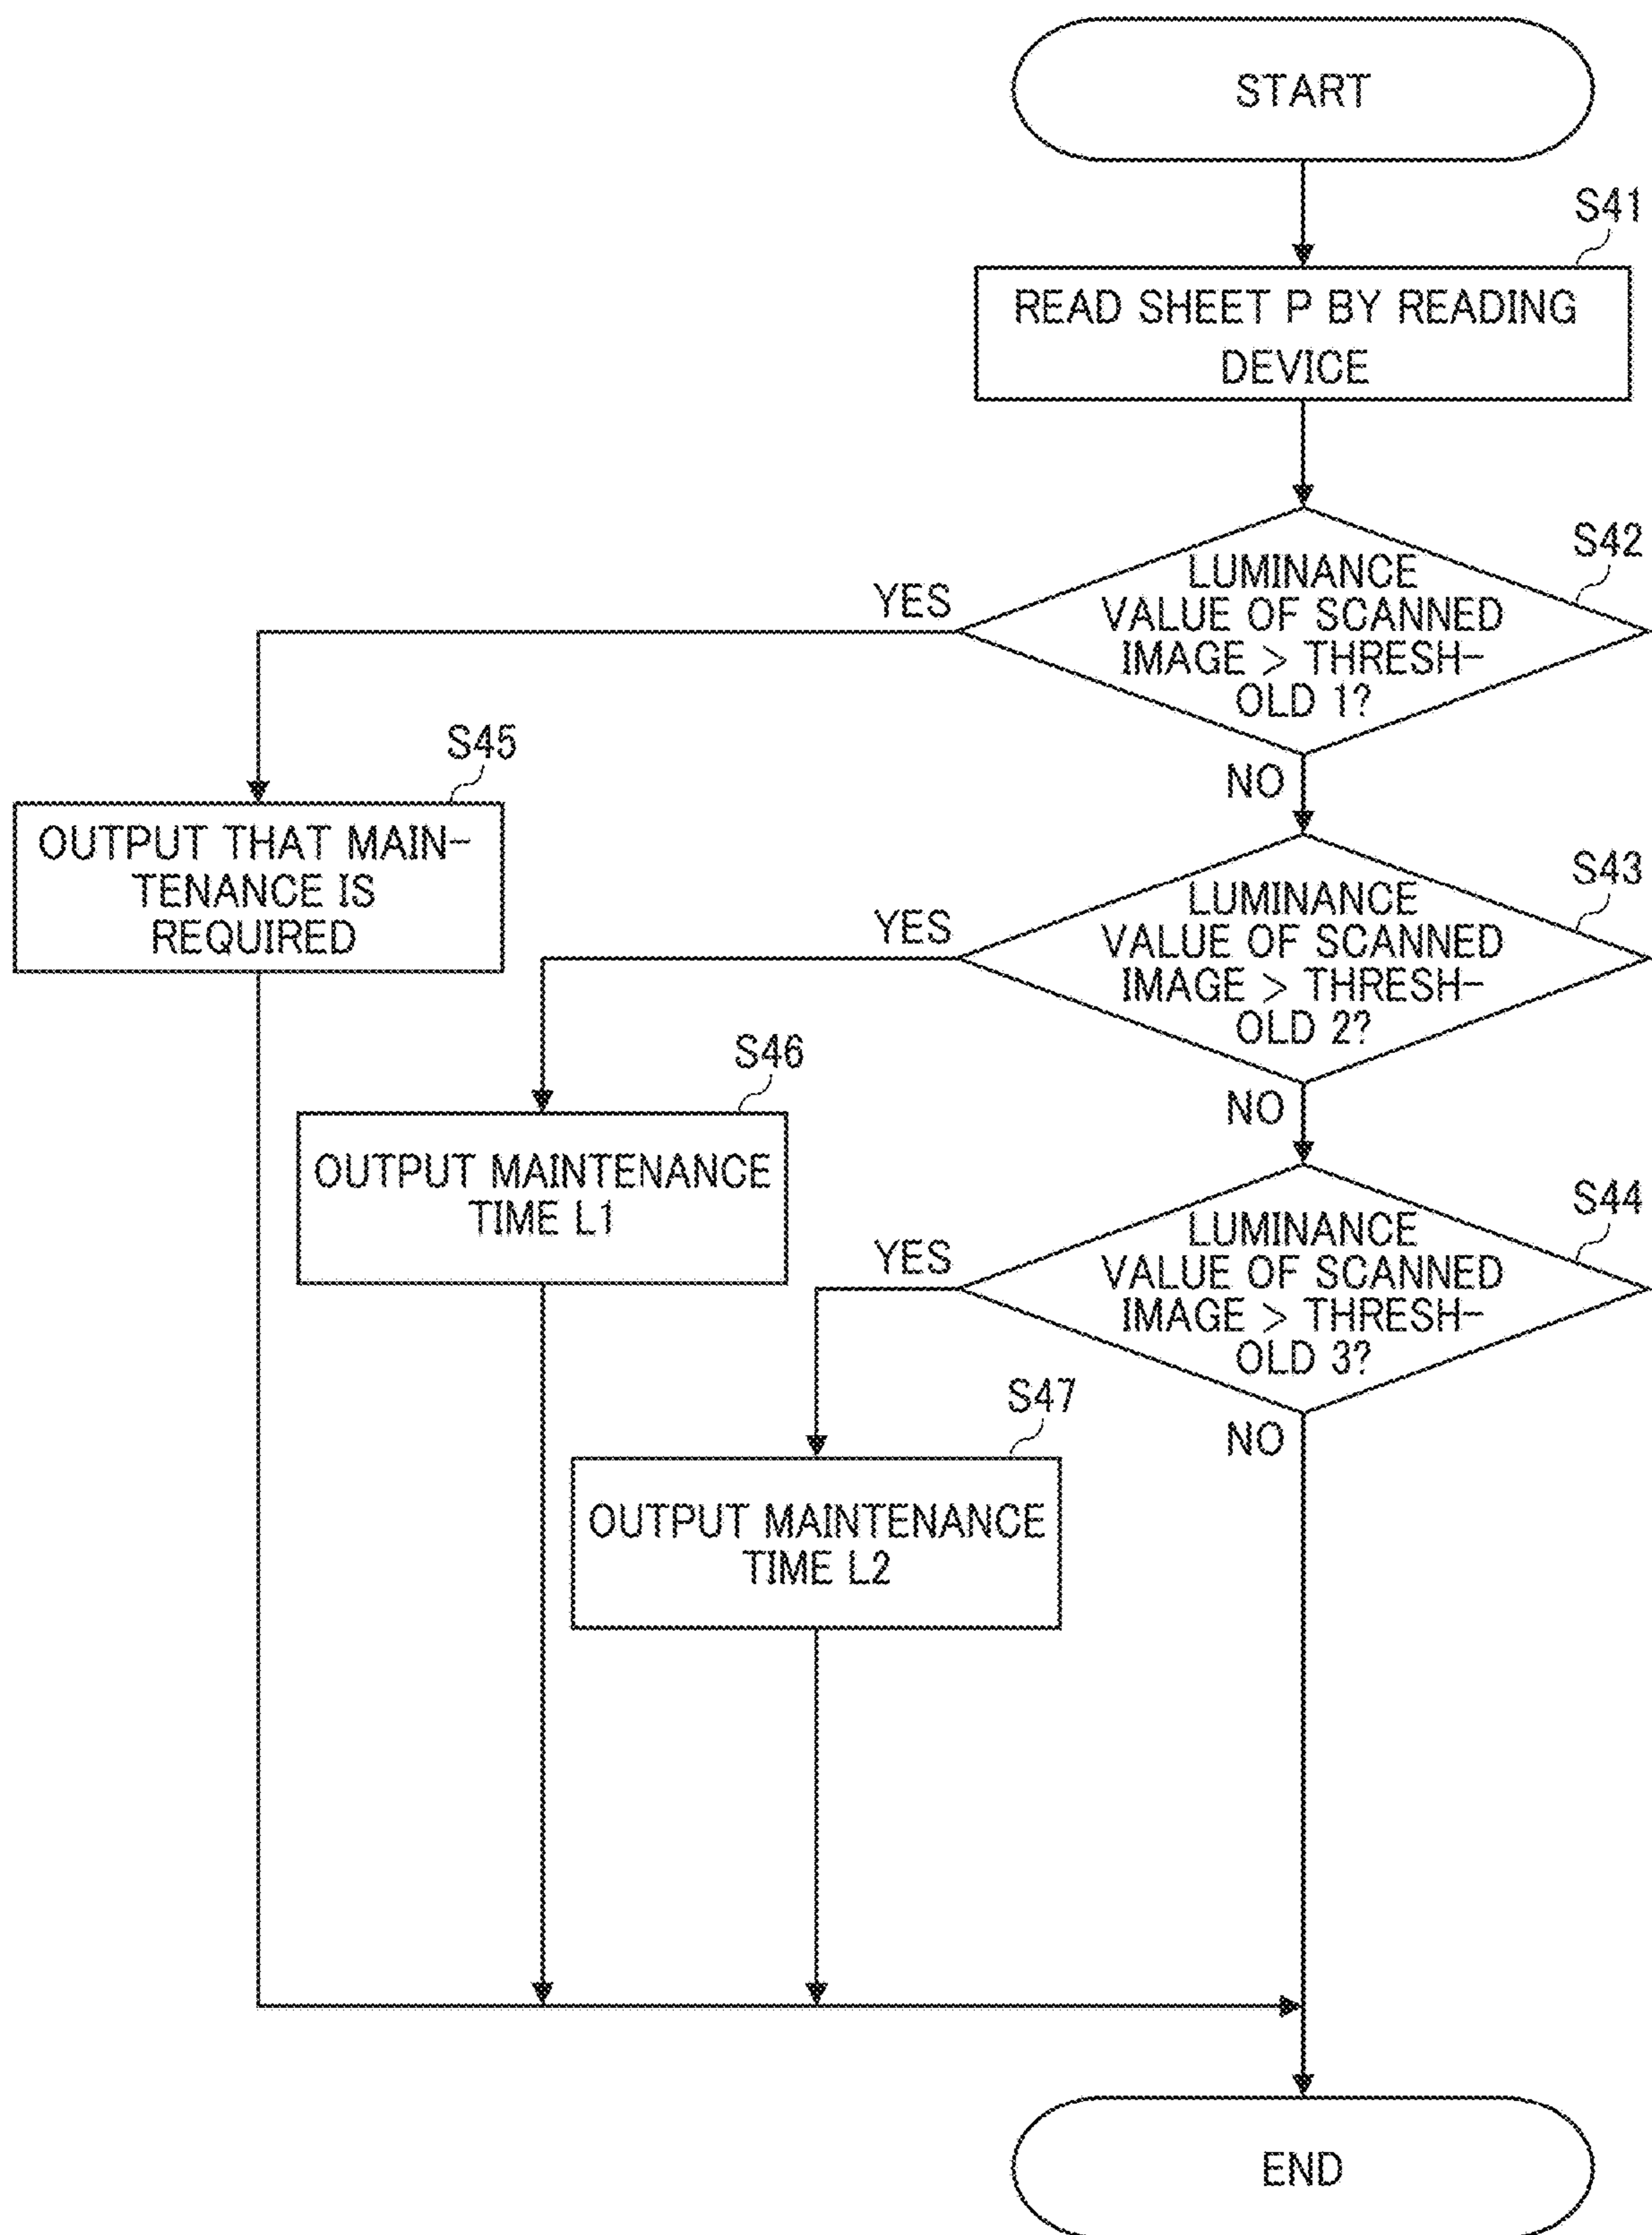 START
S41
READ SHEET P BY READING
DEVICE
S42
LUMINANCE
VALUE OF SCANNED
IMAGE > THRESH-
OLD 1?
YES
NO
S45
OUTPUT THAT MAIN-
TENANCE IS
REQUIRED
S43
LUMINANCE
VALUE OF SCANNED
IMAGE > THRESH-
OLD 2?
YES
NO
S46
OUTPUT MAINTENANCE
TIME L1
S44
LUMINANCE
VALUE OF SCANNED
IMAGE > THRESH-
OLD 3?
YES
NO
S47
OUTPUT MAINTENANCE
TIME L2
END